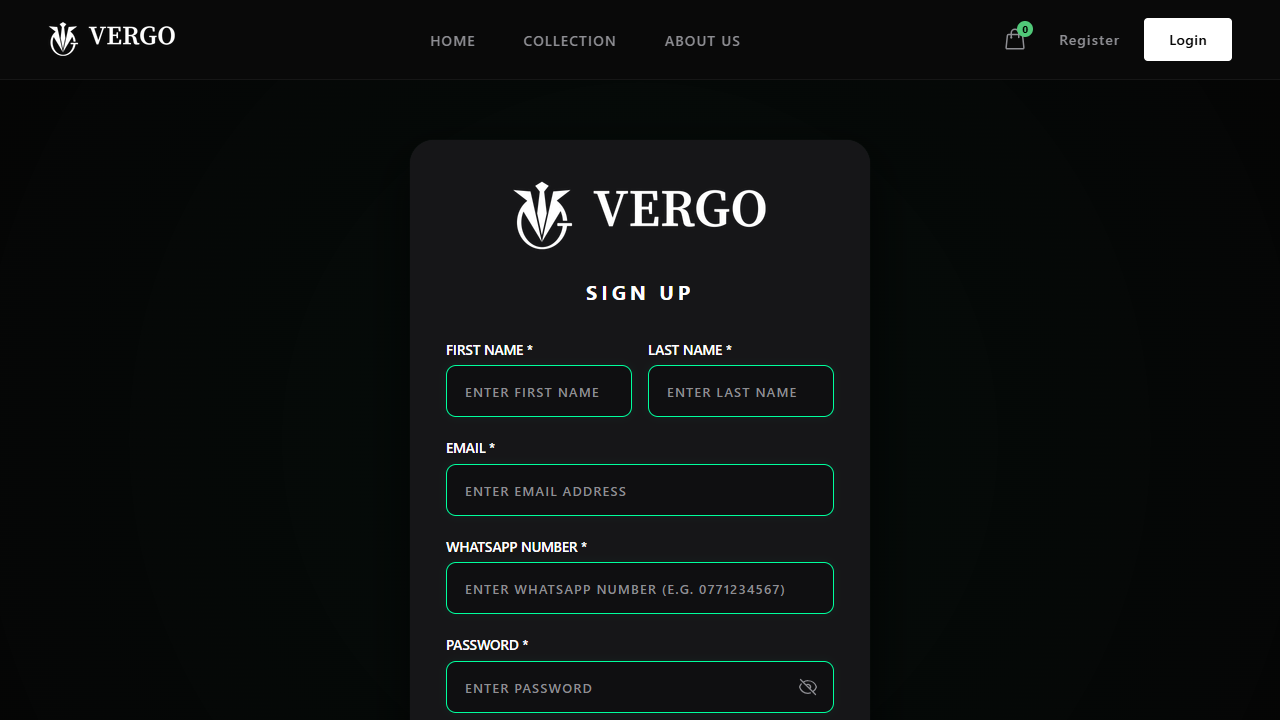 VERGO
HOME
COLLECTION
ABOUT US
0
Register
Login
VERGO
SIGN UP
FIRST NAME *
LAST NAME *
ENTER FIRST NAME
ENTER LAST NAME
EMAIL *
ENTER EMAIL ADDRESS
WHATSAPP NUMBER *
ENTER WHATSAPP NUMBER (E.G. 0771234567)
PASSWORD *
ENTER PASSWORD